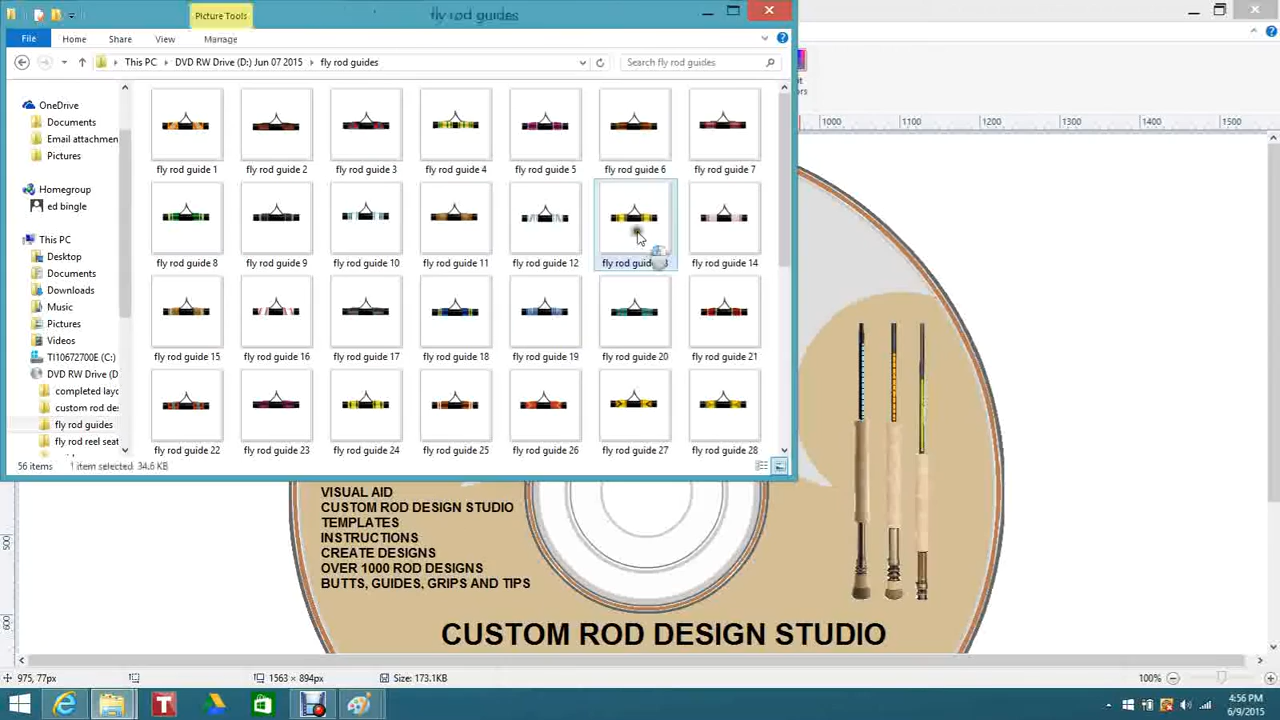 Picture Tools
fly rod guides
File
Home
Share
View
Manage
This PC
DVD RW Drive (D:) Jun 07 2015
fly rod guides
Search fly rod guides
OneDrive
Documents
Email attachmen
Pictures
Homegroup
ed bingle
This PC
Desktop
Documents
Downloads
Music
Pictures
Videos
TI10672700E (C:)
DVD RW Drive (D:
completed layo
custom rod des
fly rod guides
fly rod reel seat
fly rod guide 1
fly rod guide 2
fly rod guide 3
fly rod guide 4
fly rod guide 5
fly rod guide 6
fly rod guide 7
fly rod guide 8
fly rod guide 9
fly rod guide 10
fly rod guide 11
fly rod guide 12
fly rod guide
fly rod guide 14
fly rod guide 15
fly rod guide 16
fly rod guide 17
fly rod guide 18
fly rod guide 19
fly rod guide 20
fly rod guide 21
fly rod guide 22
fly rod guide 23
fly rod guide 24
fly rod guide 25
fly rod guide 26
fly rod guide 27
fly rod guide 28
56 items
1 item selected 34.6 KB
1000
1100
1200
1300
1400
1500
500
600
VISUAL AID
CUSTOM ROD DESIGN STUDIO
TEMPLATES
INSTRUCTIONS
CREATE DESIGNS
OVER 1000 ROD DESIGNS
BUTTS, GUIDES, GRIPS AND TIPS
CUSTOM ROD DESIGN STUDIO
975, 77px
1563 × 894px
Size: 173.1KB
100%
4:56 PM
6/9/2015